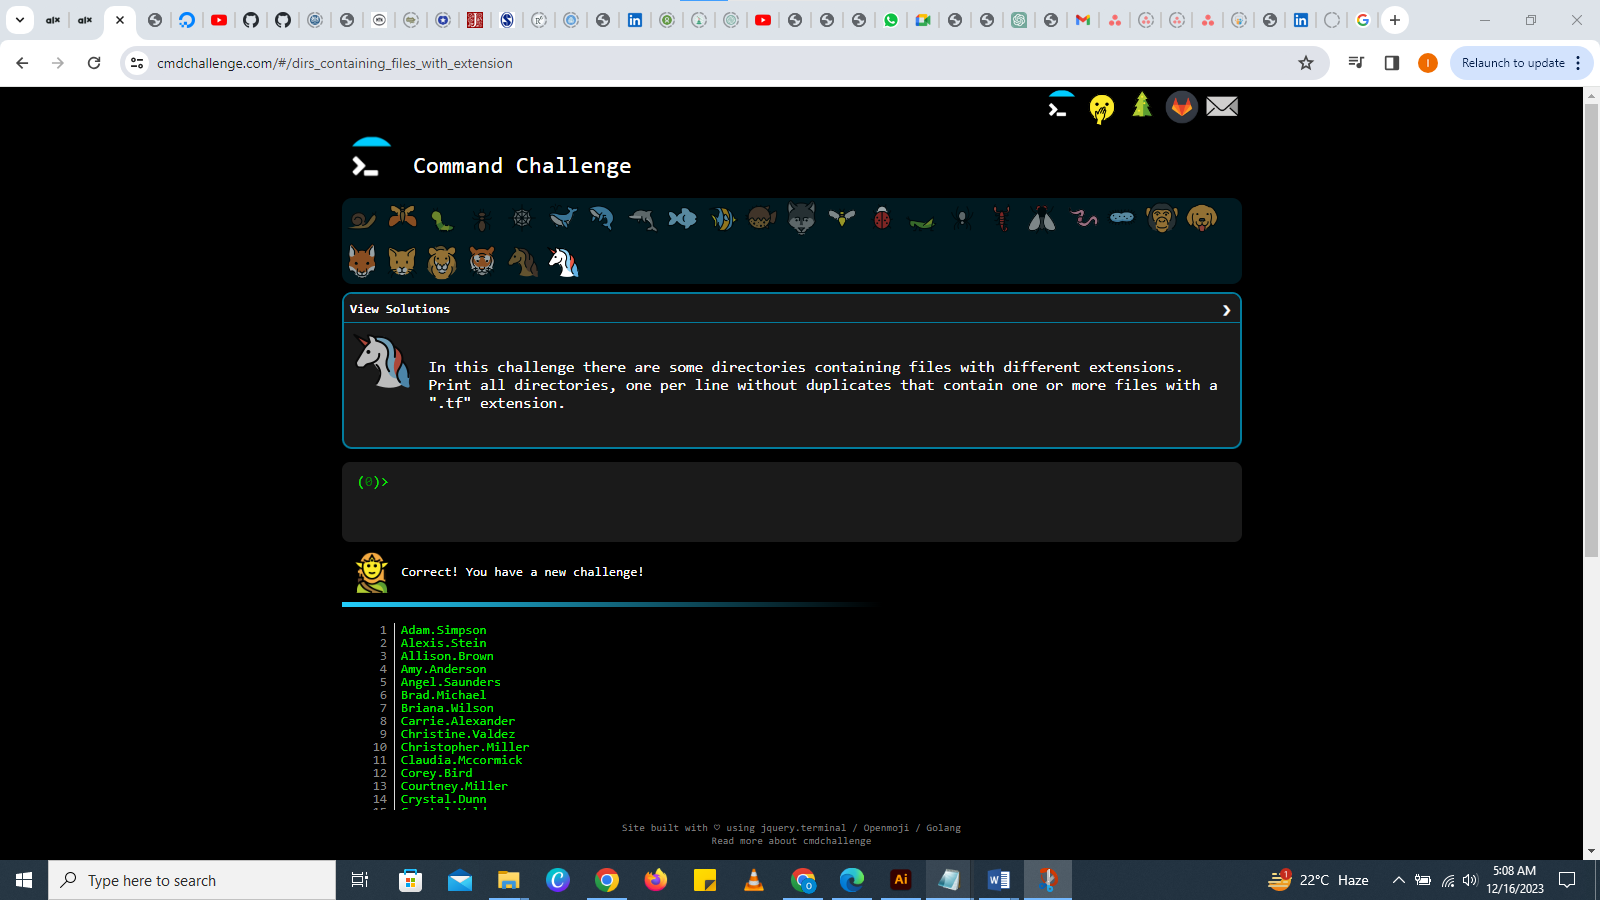 cmdchallenge.com/#/dirs_containing_files_with_extension
Relaunch to update
Command Challenge
View Solutions
In this challenge there are some directories containing files with different extensions.
Print all directories, one per line without duplicates that contain one or more files with a
".tf" extension.
(0)>
Correct! You have a new challenge!
1 Adam.Simpson
2 Alexis.Stein
3 Allison.Brown
4 Amy.Anderson
5 Angel.Saunders
6 Brad.Michael
7 Briana.Wilson
8 Carrie.Alexander
9 Christine.Valdez
10 Christopher.Miller
11 Claudia.Mccormick
12 Corey.Bird
13 Courtney.Miller
14 Crystal.Dunn
Site built with ♡ using jquery.terminal / Openmoji / Golang
Read more about cmdchallenge
Type here to search
22°C Haze
5:08 AM
12/16/2023